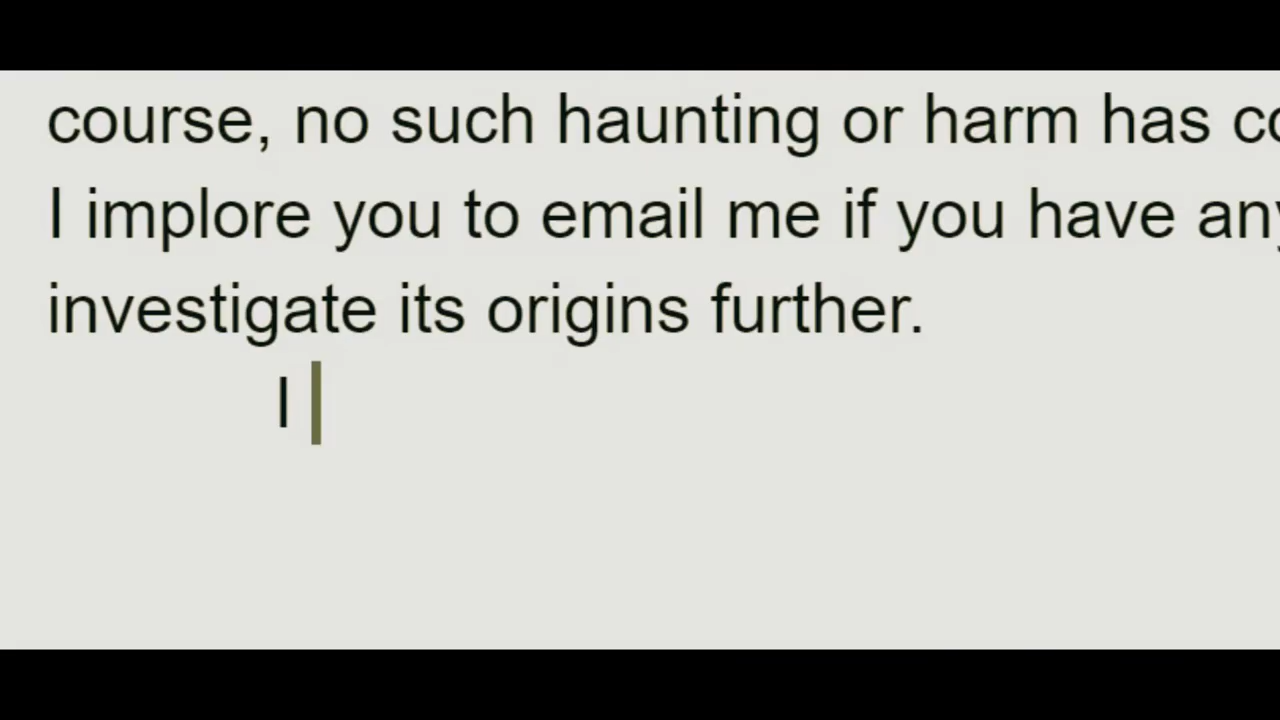 course, no such haunting or harm has
I implore you to email me if you have
investigate its origins further.
I